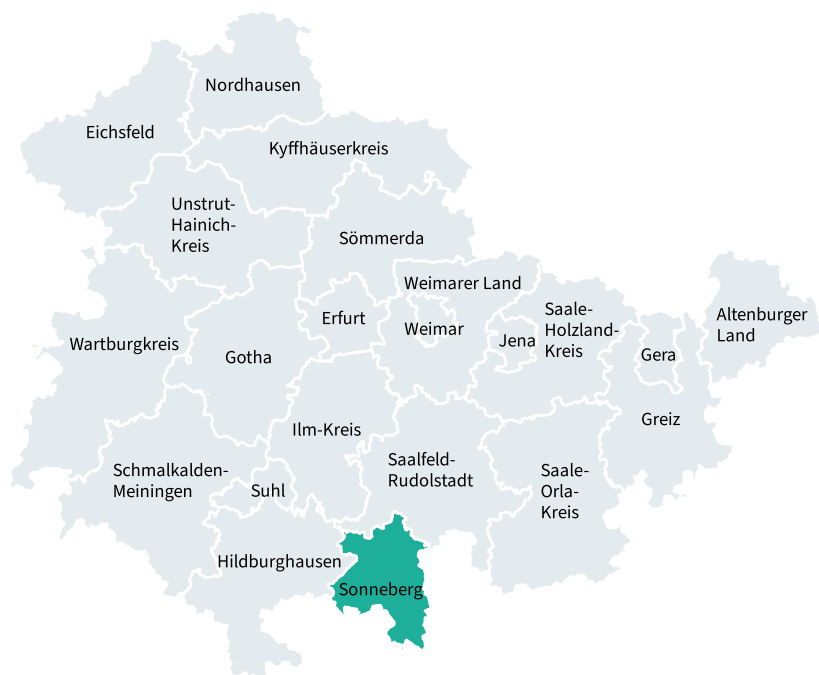 Nordhausen
Eichsfeld
Kyffhäuserkreis
Unstrut-
Hainich-
Kreis
Sömmerda
Weimarer Land
Erfurt
Weimar
Jena
Saale-
Holzland-
Kreis
Gera
Altenburger
Land
Wartburgkreis
Gotha
Greiz
Ilm-Kreis
Schmalkalden-
Meiningen
Suhl
Saalfeld-
Rudolstadt
Saale-
Orla-
Kreis
Hildburghausen
Sonneberg